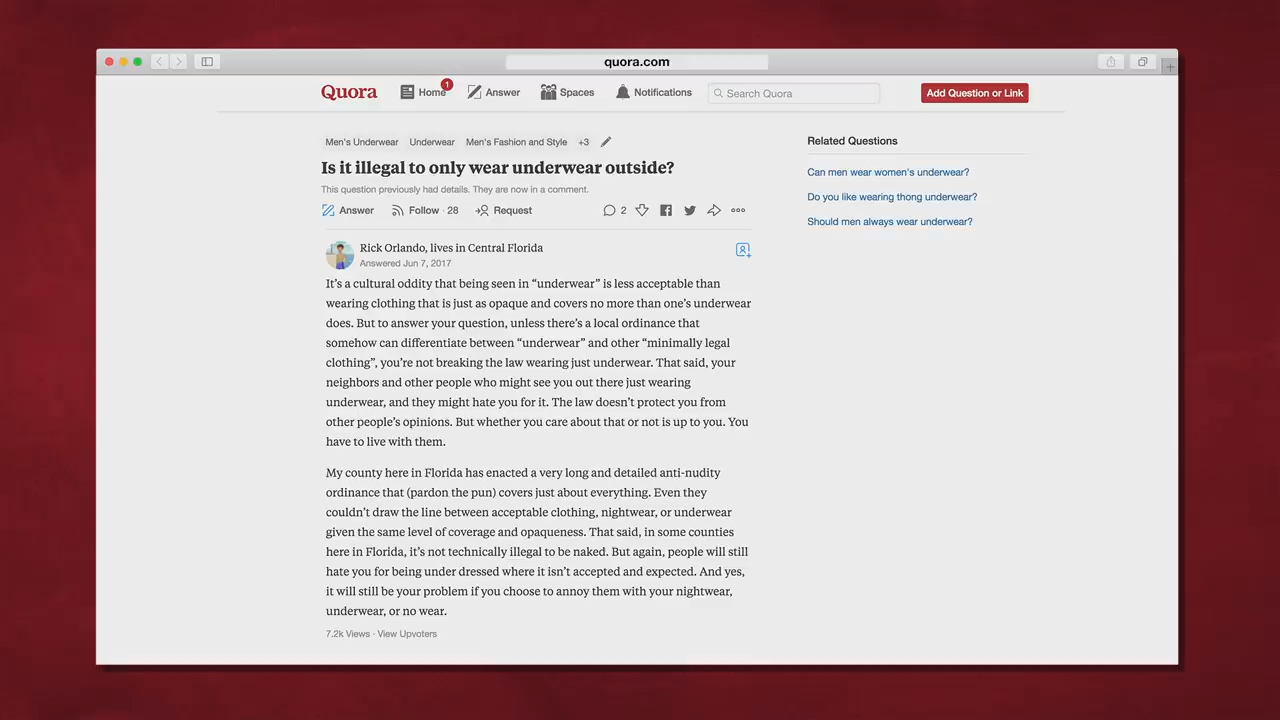 quora.com
Quora
Home
1
Answer
Spaces
Notifications
Search Quora
Add Question or Link
Men's Underwear
Underwear
Men's Fashion and Style
+3
Is it illegal to only wear underwear outside?
This question previously had details. They are now in a comment.
Answer
Follow · 28
Request
2
Rick Orlando, lives in Central Florida
Answered Jun 7, 2017
It's a cultural oddity that being seen in “underwear” is less acceptable than
wearing clothing that is just as opaque and covers no more than one's underwear
does. But to answer your question, unless there's a local ordinance that
somehow can differentiate between “underwear” and other “minimally legal
clothing”, you're not breaking the law wearing just underwear. That said, your
neighbors and other people who might see you out there just wearing
underwear, and they might hate you for it. The law doesn't protect you from
other people's opinions. But whether you care about that or not is up to you. You
have to live with them.
My county here in Florida has enacted a very long and detailed anti-nudity
ordinance that (pardon the pun) covers just about everything. Even they
couldn't draw the line between acceptable clothing, nightwear, or underwear
given the same level of coverage and opaqueness. That said, in some counties
here in Florida, it's not technically illegal to be naked. But again, people will still
hate you for being under dressed where it isn't accepted and expected. And yes,
it will still be your problem if you choose to annoy them with your nightwear,
underwear, or no wear.
7.2k Views · View Upvoters
Related Questions
Can men wear women's underwear?
Do you like wearing thong underwear?
Should men always wear underwear?